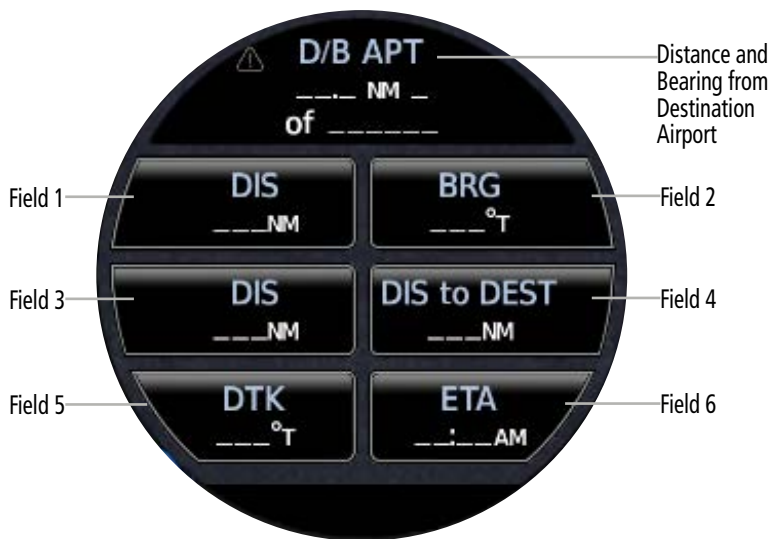 D/B APT
__._ NM _
of ______
Distance and
Bearing from
Destination
Airport
Field 1
DIS
___NM
BRG
___°T
Field 2
Field 3
DIS
___NM
DIS to DEST
___NM
Field 4
Field 5
DTK
___°T
ETA
__:__AM
Field 6